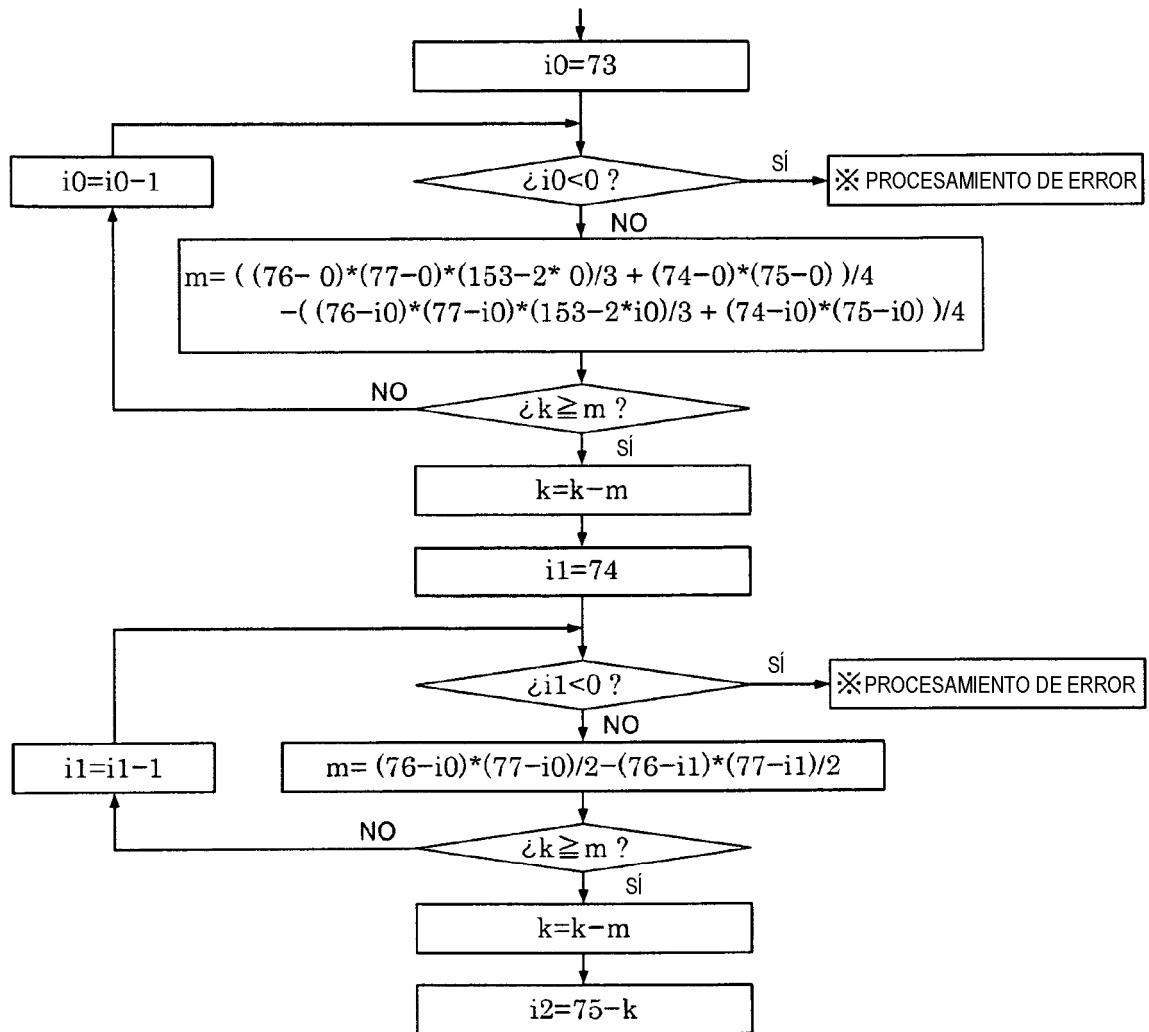 i0=73
i0=i0-1
¿i0<0 ?
SÍ
※ PROCESAMIENTO DE ERROR
NO
m= ( (76- 0)*(77-0)*(153-2* 0)/3 + (74-0)*(75-0) )/4
-( (76-i0)*(77-i0)*(153-2*i0)/3 + (74-i0)*(75-i0) )/4
NO
¿k≧m ?
SÍ
k=k-m
i1=74
¿i1<0 ?
SÍ
※ PROCESAMIENTO DE ERROR
NO
i1=i1-1
m= (76-i0)*(77-i0)/2-(76-i1)*(77-i1)/2
NO
¿k≧m ?
SÍ
k=k-m
i2=75-k